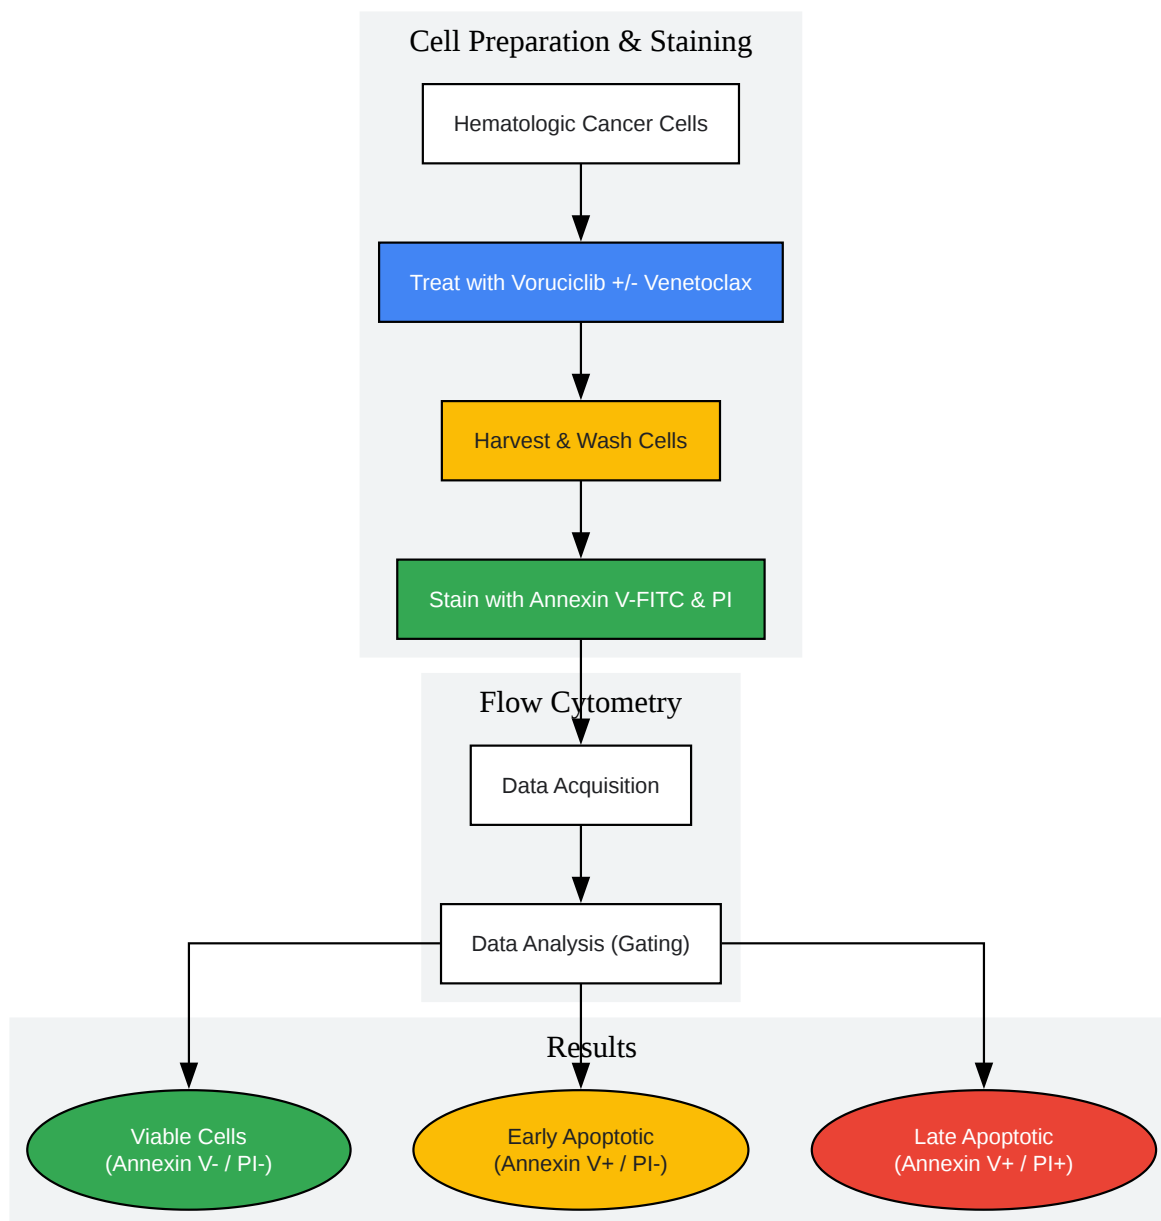 Cell Preparation & Staining
Hematologic Cancer Cells
Treat with Voruciclib +/- Venetoclax
Harvest & Wash Cells
Stain with Annexin V-FITC & PI
Flow Cytometry
Data Acquisition
Data Analysis (Gating)
Results
Viable Cells
(Annexin V- / PI-)
Early Apoptotic
(Annexin V+ / PI-)
Late Apoptotic
(Annexin V+ / PI+)